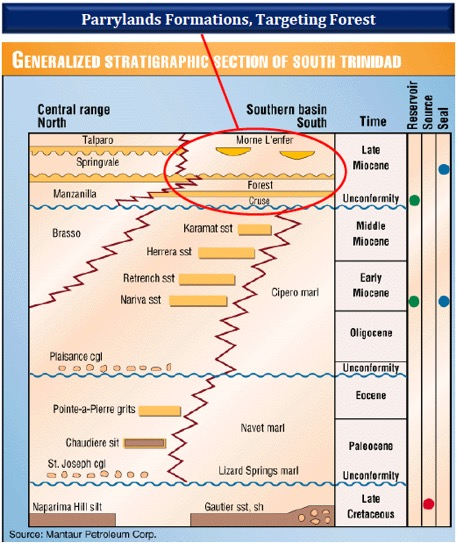 Parrylands Formations, Targeting Forest
GENERALIZED STRATIGRAPHIC SECTION OF SOUTH TRINIDAD
Central range
North
Southern basin
South
Time
Reservoir
Source
Seal
Talparo
Morne L'enfer
Late
Miocene
Springvale
Forest
Manzanilla
Cruse
Unconformity
Brasso
Karamat sst
Middle
Miocene
Herrera sst
Retrench sst
Early
Miocene
Nariva sst
Cipero marl
Oligocene
Plaisance cgl
Unconformity
Eocene
Pointe-a-Pierre grits
Navet marl
Chaudiere sit
Paleocene
St. Joseph cgl
Lizard Springs marl
Unconformity
Naparima Hill silt
Gautier sst, sh
Late
Cretaceous
Source: Mantaur Petroleum Corp.